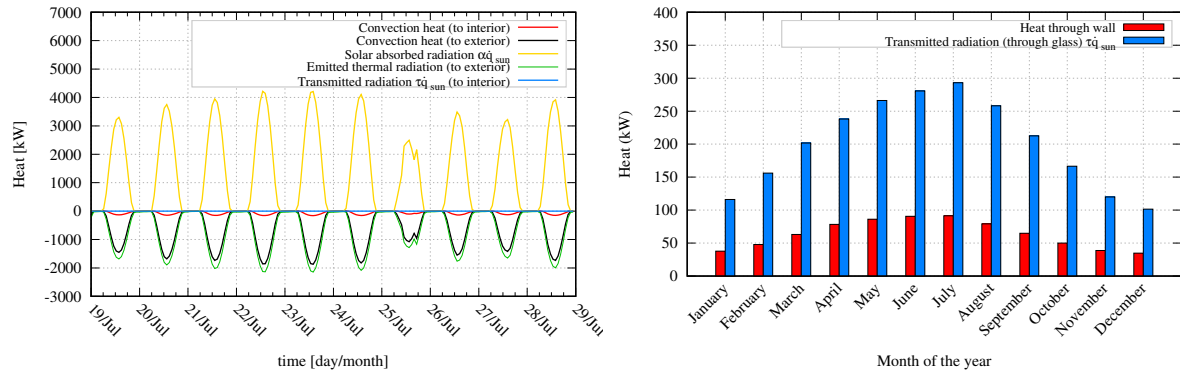 7000
6000
5000
4000
3000
2000
1000
0
-1000
-2000
-3000
Heat [kW]
Convection heat (to interior)
Convection heat (to exterior)
Solar absorbed radiation αq̇sun
Emitted thermal radiation (to exterior)
Transmitted radiation τq̇ sun (to interior)
19/Jul
20/Jul
21/Jul
22/Jul
23/Jul
24/Jul
25/Jul
26/Jul
27/Jul
28/Jul
29/Jul
time [day/month]
400
350
300
250
200
150
100
50
0
Heat (kW)
Heat through wall
Transmitted radiation (through glass) τq̇ sun
January
February
March
April
May
June
July
August
September
October
November
December
Month of the year